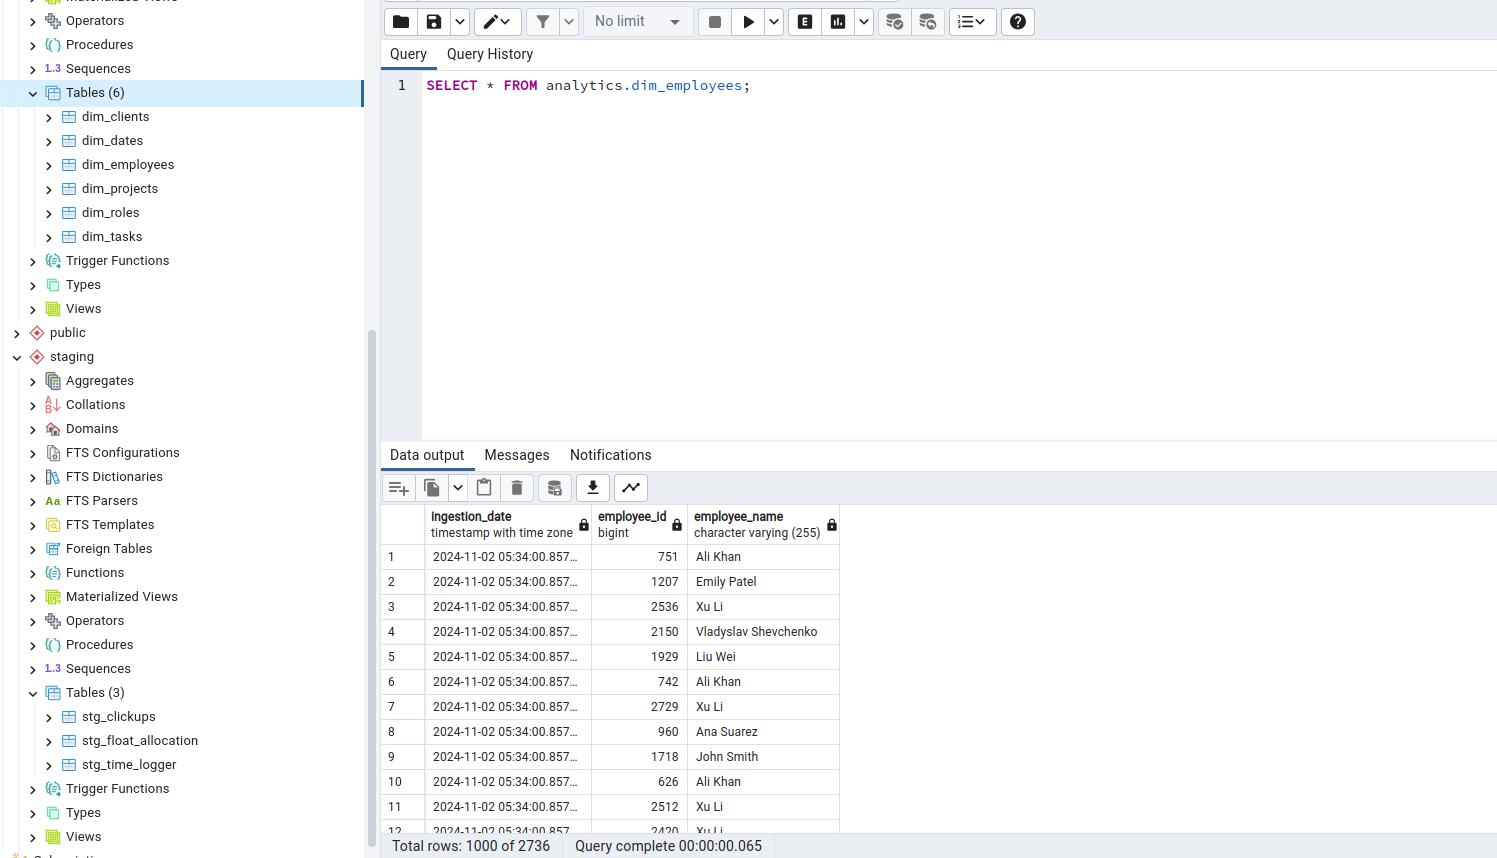 Operators
Procedures
1.3 Sequences
Tables (6)
dim_clients
dim_dates
dim_employees
dim_projects
dim_roles
dim_tasks
Trigger Functions
Types
Views
public
staging
Aggregates
Collations
Domains
FTS Configurations
FTS Dictionaries
Aa FTS Parsers
FTS Templates
Foreign Tables
Functions
Materialized Views
Operators
Procedures
1.3 Sequences
Tables (3)
stg_clickups
stg_float_allocation
stg_time_logger
Trigger Functions
Types
Views
No limit
E
Query Query History
1 SELECT * FROM analytics.dim_employees;
Data output Messages Notifications
ingestion_date employee_id employee_name
timestamp with time zone bigint character varying (255)
1 2024-11-02 05:34:00.857... 751 Ali Khan
2 2024-11-02 05:34:00.857... 1207 Emily Patel
3 2024-11-02 05:34:00.857... 2536 Xu Li
4 2024-11-02 05:34:00.857... 2150 Vladyslav Shevchenko
5 2024-11-02 05:34:00.857... 1929 Liu Wei
6 2024-11-02 05:34:00.857... 742 Ali Khan
7 2024-11-02 05:34:00.857... 2729 Xu Li
8 2024-11-02 05:34:00.857... 960 Ana Suarez
9 2024-11-02 05:34:00.857... 1718 John Smith
10 2024-11-02 05:34:00.857... 626 Ali Khan
11 2024-11-02 05:34:00.857... 2512 Xu Li
12 2024-11-02 05:34:00.857 2420 Xu Li
Total rows: 1000 of 2736 Query complete 00:00:00.065